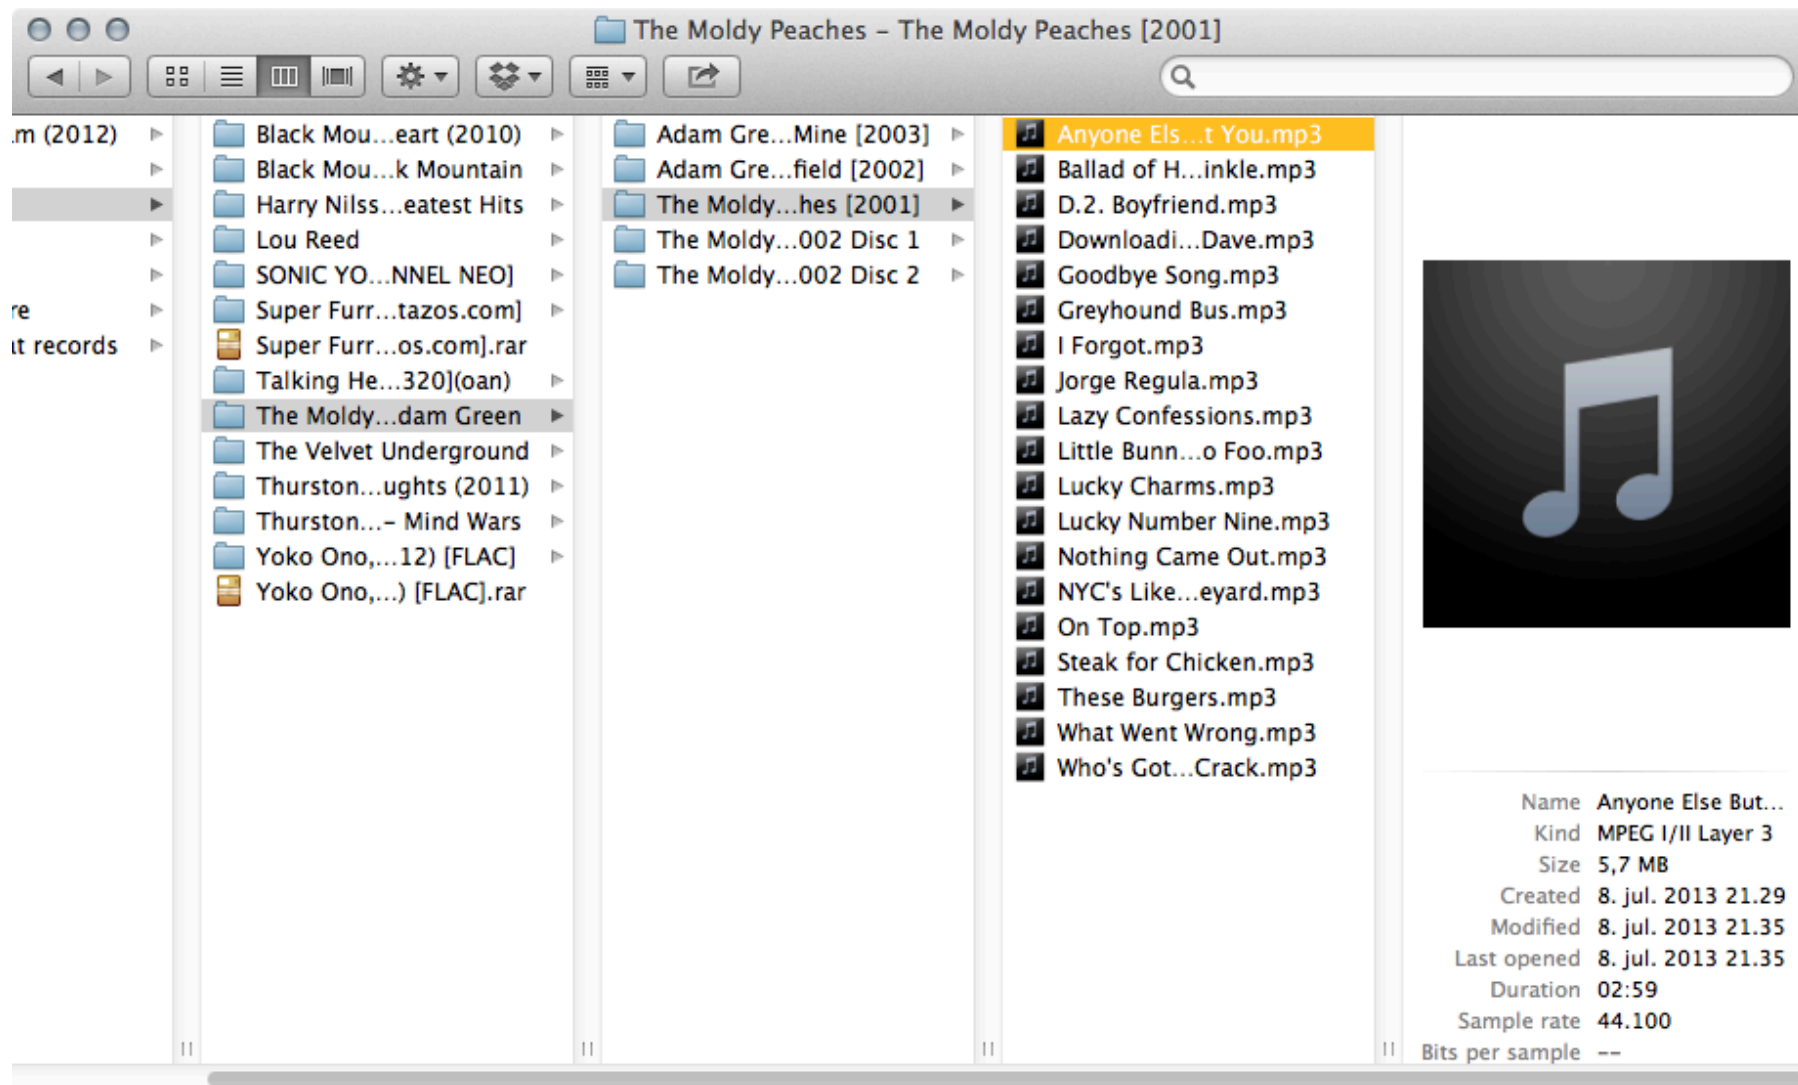 The Moldy Peaches – The Moldy Peaches [2001]
.m (2012)
re
at records
Black Mou...eart (2010)
Black Mou...k Mountain
Harry Nilss...eatest Hits
Lou Reed
SONIC YO...NNEL NEO]
Super Furr...tazos.com]
Super Furr...os.com].rar
Talking He...320](oan)
The Moldy...dam Green
The Velvet Underground
Thurston...ughts (2011)
Thurston...– Mind Wars
Yoko Ono,...12) [FLAC]
Yoko Ono,...) [FLAC].rar
Adam Gre...Mine [2003]
Adam Gre...field [2002]
The Moldy...hes [2001]
The Moldy...002 Disc 1
The Moldy...002 Disc 2
Anyone Els...t You.mp3
Ballad of H...inkle.mp3
D.2. Boyfriend.mp3
Downloadi...Dave.mp3
Goodbye Song.mp3
Greyhound Bus.mp3
I Forgot.mp3
Jorge Regula.mp3
Lazy Confessions.mp3
Little Bunn...o Foo.mp3
Lucky Charms.mp3
Lucky Number Nine.mp3
Nothing Came Out.mp3
NYC's Like...eyard.mp3
On Top.mp3
Steak for Chicken.mp3
These Burgers.mp3
What Went Wrong.mp3
Who's Got...Crack.mp3
Name Anyone Else But...
Kind MPEG I/II Layer 3
Size 5,7 MB
Created 8. jul. 2013 21.29
Modified 8. jul. 2013 21.35
Last opened 8. jul. 2013 21.35
Duration 02:59
Sample rate 44.100
Bits per sample --